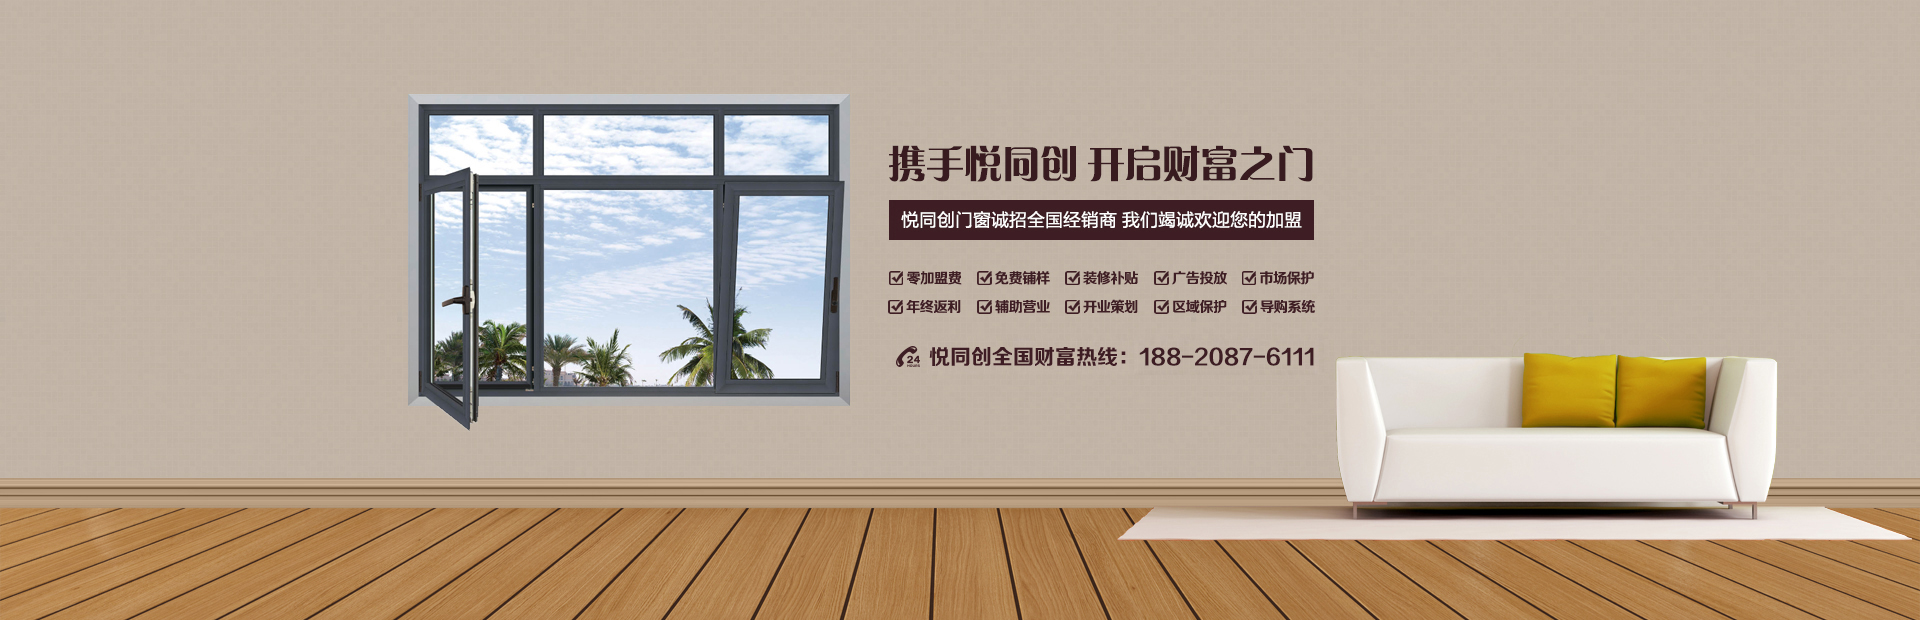 携手悦同创 开启财富之门
悦同创门窗诚招全国经销商 我们竭诚欢迎您的加盟
零加盟费 免费铺样 装修补贴 广告投放 市场保护
年终返利 辅助营业 开业策划 区域保护 导购系统
24 HOURS 悦同创全国财富热线：188-2087-6111